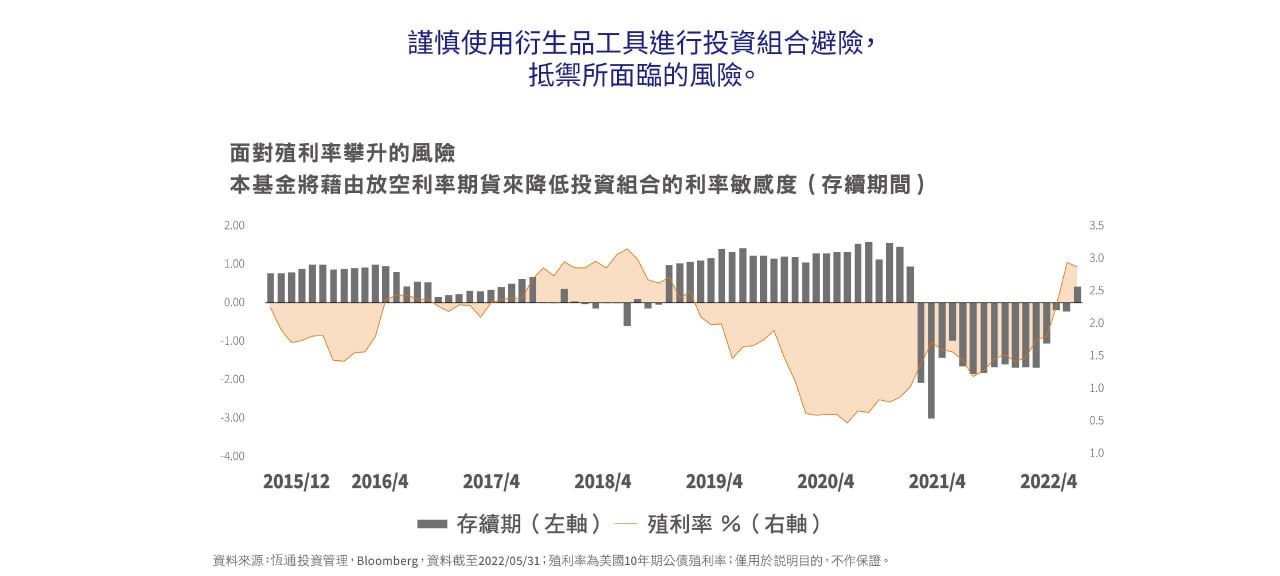 謹慎使用衍生品工具進行投資組合避險,
抵禦所面臨的風險。
面對殖利率攀升的風險
本基金將藉由放空利率期貨來降低投資組合的利率敏感度(存續期間)
2.00
1.00
0.00
-1.00
-2.00
-3.00
-4.00
3.5
3.0
2.5
2.0
1.5
1.0
0.5
1.0
2015/12 2016/4 2017/4 2018/4 2019/4 2020/4 2021/4 2022/4
存續期(左軸) 殖利率 %(右軸)
資料來源:恆通投資管理,Bloomberg,資料截至2022/05/31;殖利率為美國10年期公債殖利率;僅用於説明目的,不作保證。